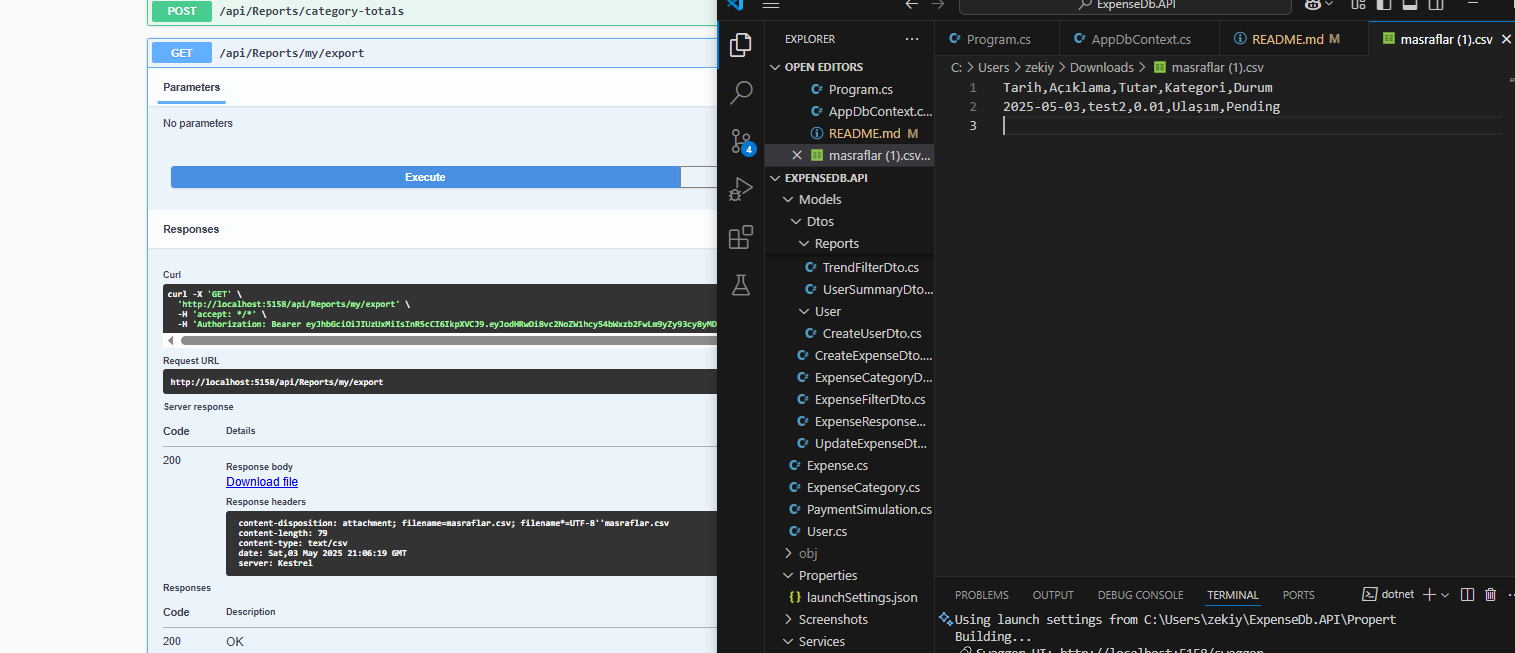 POST /api/Reports/category-totals
GET /api/Reports/my/export
Parameters
No parameters
Execute
Responses
Curl
curl -X 'GET' \
'http://localhost:5158/api/Reports/my/export' \
-H 'accept: */*' \
-H 'Authorization: Bearer
Request URL
http://localhost:5158/api/Reports/my/export
Server response
Code Details
200
Response body
Download file
Response headers
content-disposition: attachment; filename=masraflar.csv; filename*=UTF-8''masraflar.csv
content-length: 79
content-type: text/csv
date: Sat,03 May 2025 21:06:19 GMT
server: Kestrel
Responses
Code Description
200 OK
ExpenseDb.API
EXPLORER ...
OPEN EDITORS
Program.cs
AppDbContext.c...
README.md M
masraflar (1).csv...
4
EXPENSEDB.API
Models
Dtos
Reports
TrendFilterDto.cs
UserSummaryDto...
User
CreateUserDto.cs
CreateExpenseDto....
ExpenseCategoryD...
ExpenseFilterDto.cs
ExpenseResponse...
UpdateExpenseDt...
Expense.cs
ExpenseCategory.cs
PaymentSimulation.cs
User.cs
obj
Properties
launchSettings.json
Screenshots
Services
Program.cs AppDbContext.cs README.md M masraflar (1).csv
C: > Users > zekiy > Downloads > masraflar (1).csv
1 Tarih,Açıklama,Tutar,Kategori,Durum
2 2025-05-03,test2,0.01,Ulaşım,Pending
3
PROBLEMS OUTPUT DEBUG CONSOLE TERMINAL PORTS dotnet
Using launch settings from C:\Users\zekiy\ExpenseDb.API\Propert
Building...
Swagger UI: http://localhost:5158/swagger